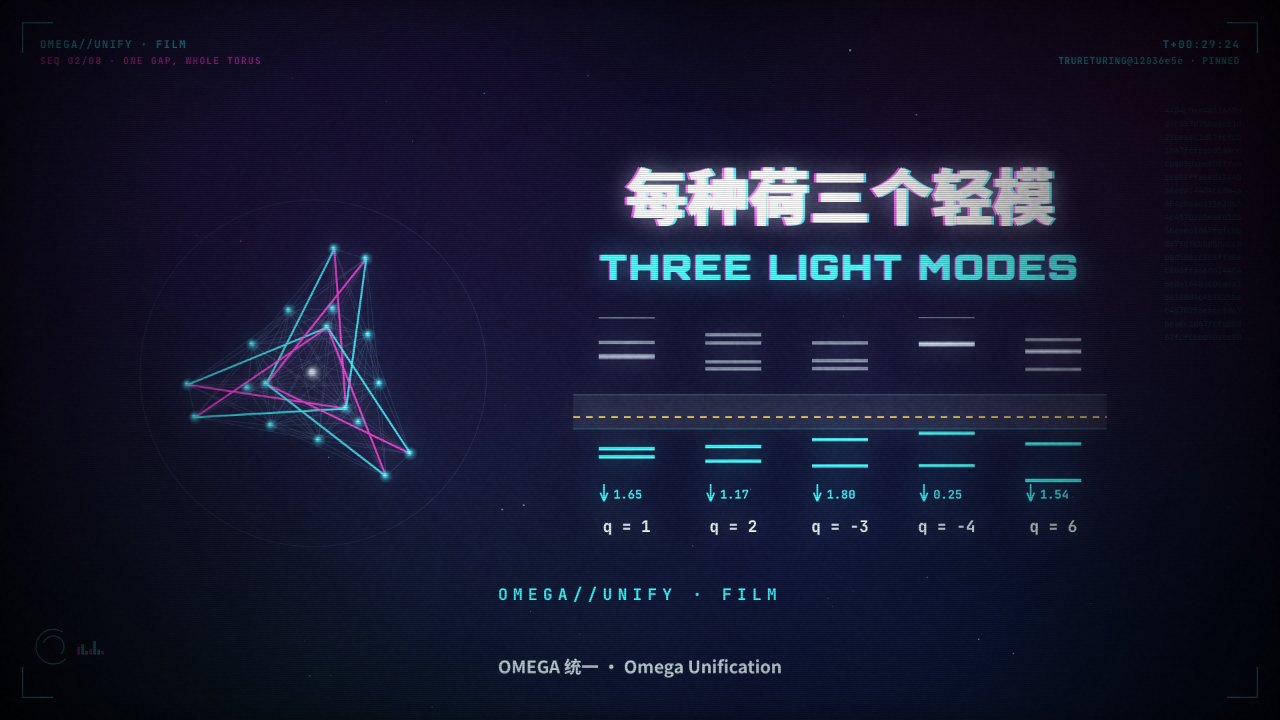 OMEGA//UNIFY · FILM
SEQ 02/08 · ONE GAP, WHOLE TORUS
T+00:29:24
TRURETURING@12036e5e · PINNED
每种荷三个轻模
THREE LIGHT MODES
↓ 1.65 ↓ 1.17 ↓ 1.80 ↓ 0.25 ↓ 1.54
q = 1 q = 2 q = -3 q = -4 q = 6
OMEGA//UNIFY · FILM
OMEGA 统一 · Omega Unification